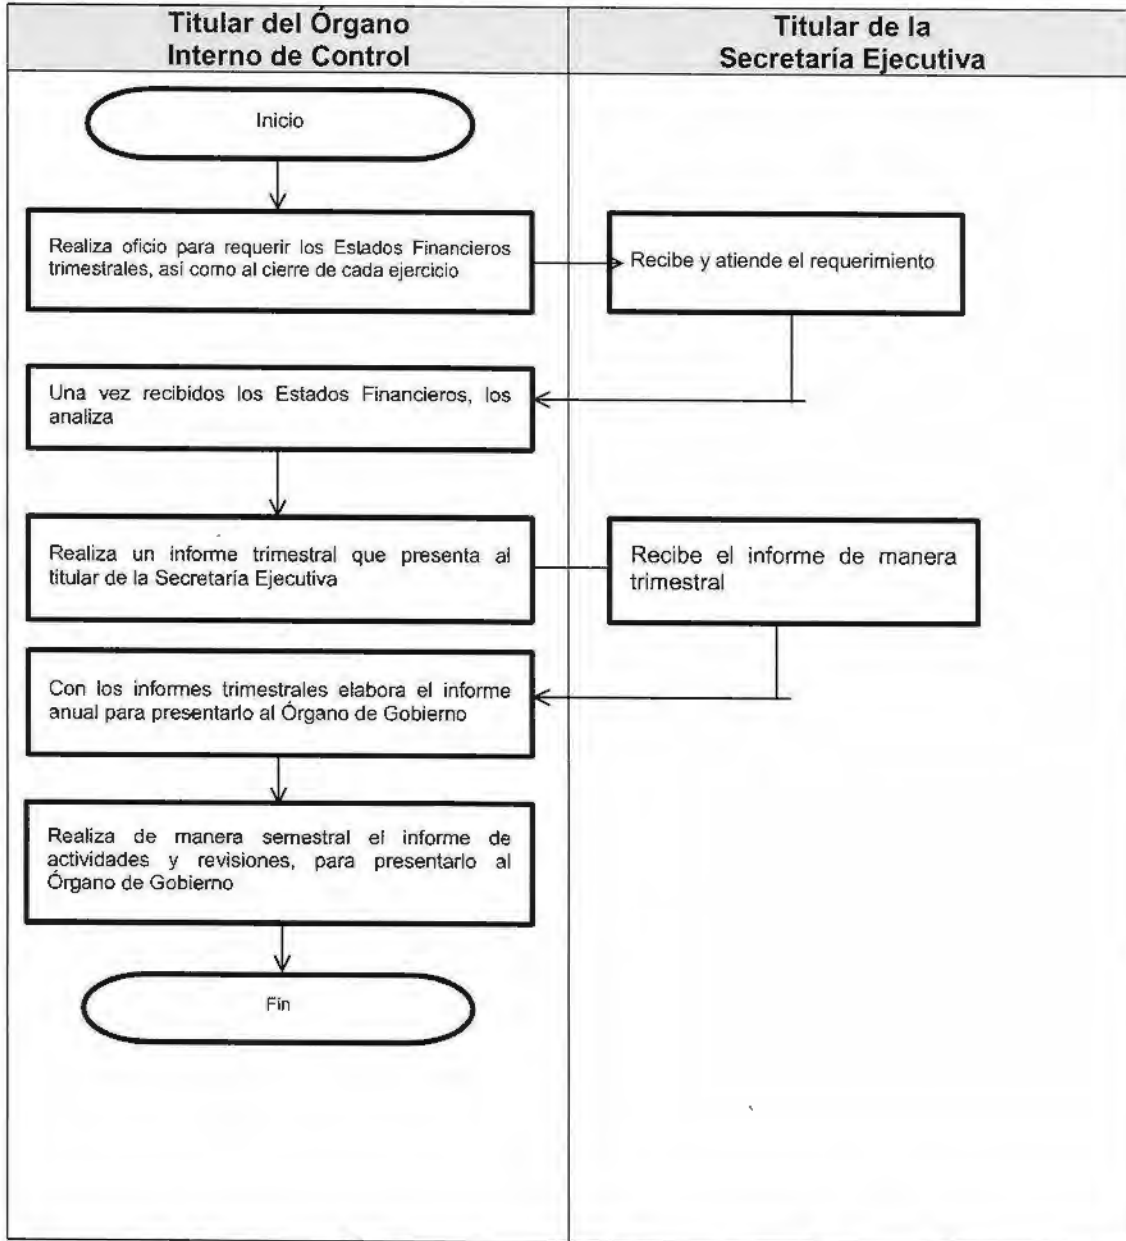 Titular del Órgano
Interno de Control
Titular de la
Secretaría Ejecutiva
Inicio
Realiza oficio para requerir los Estados Financieros
trimestrales, así como al cierre de cada ejercicio
Recibe y atiende el requerimiento
Una vez recibidos los Estados Financieros, los
analiza
Realiza un informe trimestral que presenta al
titular de la Secretaría Ejecutiva
Recibe el informe de manera
trimestral
Con los informes trimestrales elabora el informe
anual para presentarlo al Órgano de Gobierno
Realiza de manera semestral el informe de
actividades y revisiones, para presentarlo al
Órgano de Gobierno
Fin